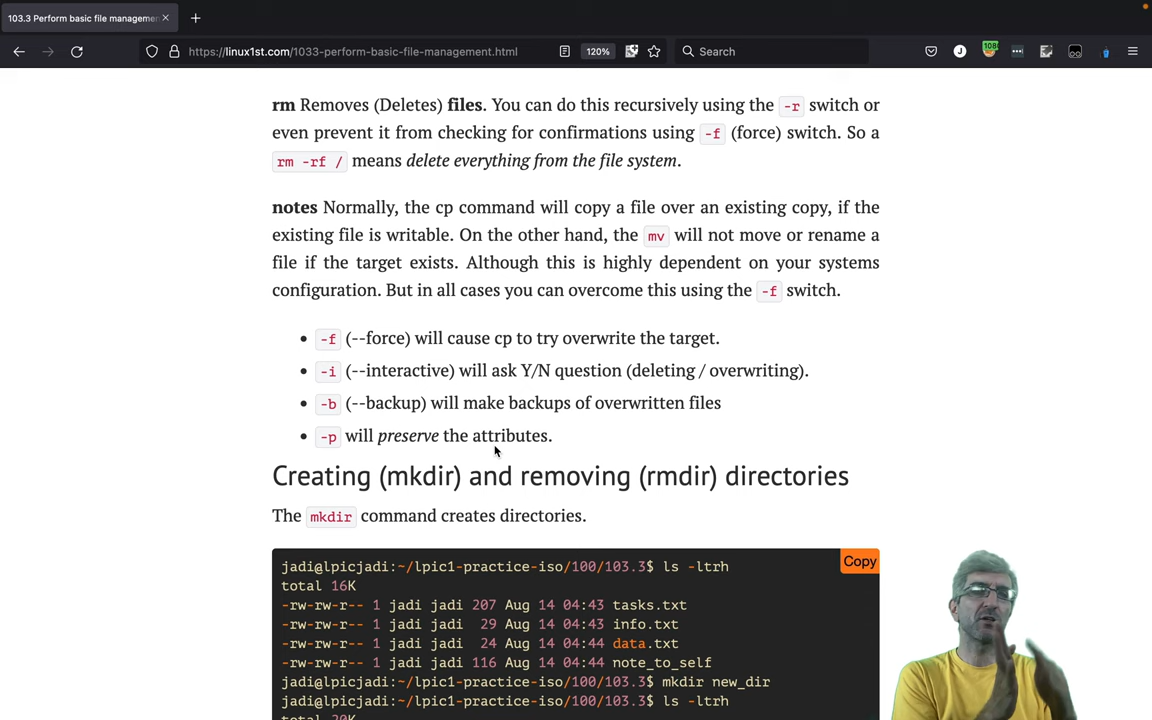 103.3 Perform basic file managemen
https://linux1st.com/1033-perform-basic-file-management.html
120%
Search
J
108
rm Removes (Deletes) files. You can do this recursively using the -r switch or
even prevent it from checking for confirmations using -f (force) switch. So a
rm -rf / means delete everything from the file system.
notes Normally, the cp command will copy a file over an existing copy, if the
existing file is writable. On the other hand, the mv will not move or rename a
file if the target exists. Although this is highly dependent on your systems
configuration. But in all cases you can overcome this using the -f switch.
• -f (--force) will cause cp to try overwrite the target.
• -i (--interactive) will ask Y/N question (deleting / overwriting).
• -b (--backup) will make backups of overwritten files
• -p will preserve the attributes.
Creating (mkdir) and removing (rmdir) directories
The mkdir command creates directories.
Copy
jadi@lpicjadi:~/lpic1-practice-iso/100/103.3$ ls -ltrh
total 16K
-rw-rw-r-- 1 jadi jadi 207 Aug 14 04:43 tasks.txt
-rw-rw-r-- 1 jadi jadi  29 Aug 14 04:43 info.txt
-rw-rw-r-- 1 jadi jadi  24 Aug 14 04:44 data.txt
-rw-rw-r-- 1 jadi jadi 116 Aug 14 04:44 note_to_self
jadi@lpicjadi:~/lpic1-practice-iso/100/103.3$ mkdir new_dir
jadi@lpicjadi:~/lpic1-practice-iso/100/103.3$ ls -ltrh
total 20K